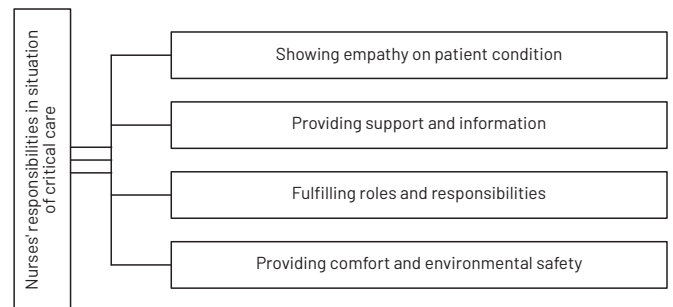 Nurses' responsibilities in situation
of critical care
Showing empathy on patient condition
Providing support and information
Fulfilling roles and responsibilities
Providing comfort and environmental safety